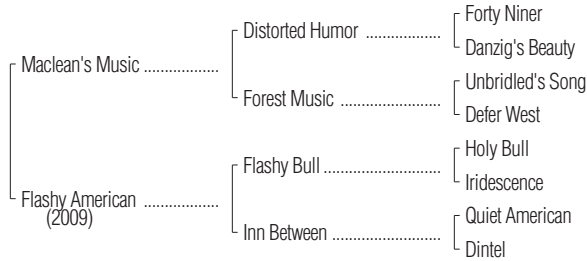 Forty Niner
Distorted Humor ..................
Danzig's Beauty
Maclean's Music ..................
Unbridled's Song
Forest Music ........................
Defer West
Holy Bull
Flashy Bull ...........................
Iridescence
Flashy American ..................
(2009)
Quiet American
Inn Between .........................
Dintel